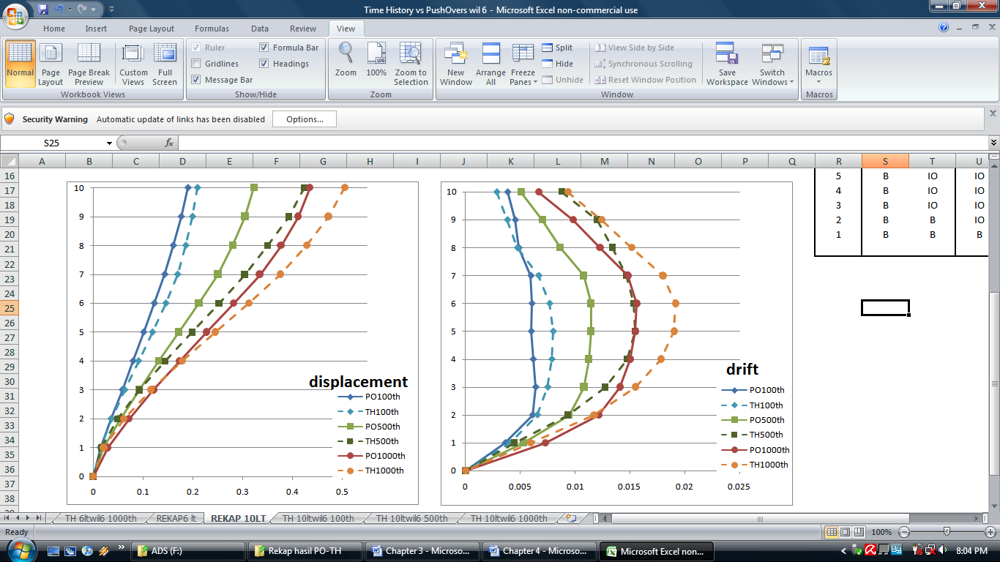 Time History vs PushOvers wil 6 - Microsoft Excel non-commercial use
Home Insert Page Layout Formulas Data Review View
Normal
Page Layout
Page Break Preview
Custom Views
Full Screen
Workbook Views
Ruler
Gridlines
Message Bar
Formula Bar
Headings
Show/Hide
Zoom
100%
Zoom to Selection
Zoom
New Window
Arrange All
Freeze Panes
Split
Hide
Unhide
View Side by Side
Synchronous Scrolling
Reset Window Position
Window
Save Workspace
Switch Windows
Macros
Macros
Security Warning Automatic update of links has been disabled Options...
S25 fx
A B C D E F G H I J K L M N O P Q R S T U
16
17
18
19
20
21
22
23
24
25
26
27
28
29
30
31
32
33
34
35
36
37
38
10
9
8
7
6
5
4
3
2
1
0
0 0.1 0.2 0.3 0.4 0.5
displacement
PO100th
TH100th
PO500th
TH500th
PO1000th
TH1000th
10
9
8
7
6
5
4
3
2
1
0
0 0.005 0.01 0.015 0.02 0.025
drift
PO100th
TH100th
PO500th
TH500th
PO1000th
TH1000th
5 B IO IO
4 B IO IO
3 B IO IO
2 B B IO
1 B B B
TH 6ltwil6 1000th REKAP6 lt REKAP 10LT TH 10ltwil6 100th TH 10ltwil6 500th TH 10ltwil6 1000th
Ready 100%
ADS (F:) Rekap hasil PO-TH Chapter 3 - Microso... Chapter 4 - Microso... Microsoft Excel non... 8:04 PM